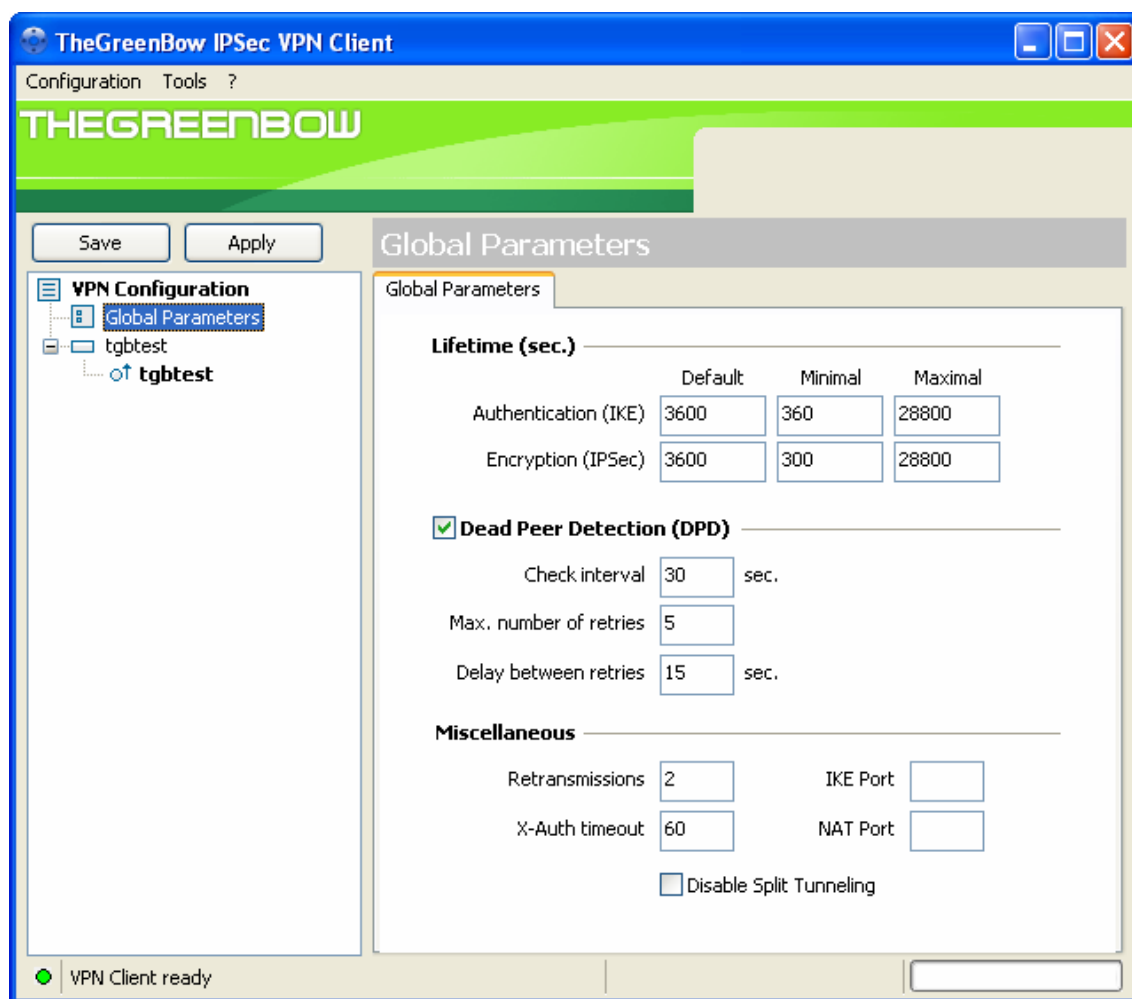 TheGreenBow IPSec VPN Client
Configuration Tools ?
THEGREENBOW
Save Apply
Global Parameters
VPN Configuration
Global Parameters
tgbtest
tgbtest
Global Parameters
Lifetime (sec.)
Default Minimal Maximal
Authentication (IKE) 3600 360 28800
Encryption (IPSec) 3600 300 28800
Dead Peer Detection (DPD)
Check interval 30 sec.
Max. number of retries 5
Delay between retries 15 sec.
Miscellaneous
Retransmissions 2 IKE Port
X-Auth timeout 60 NAT Port
Disable Split Tunneling
VPN Client ready